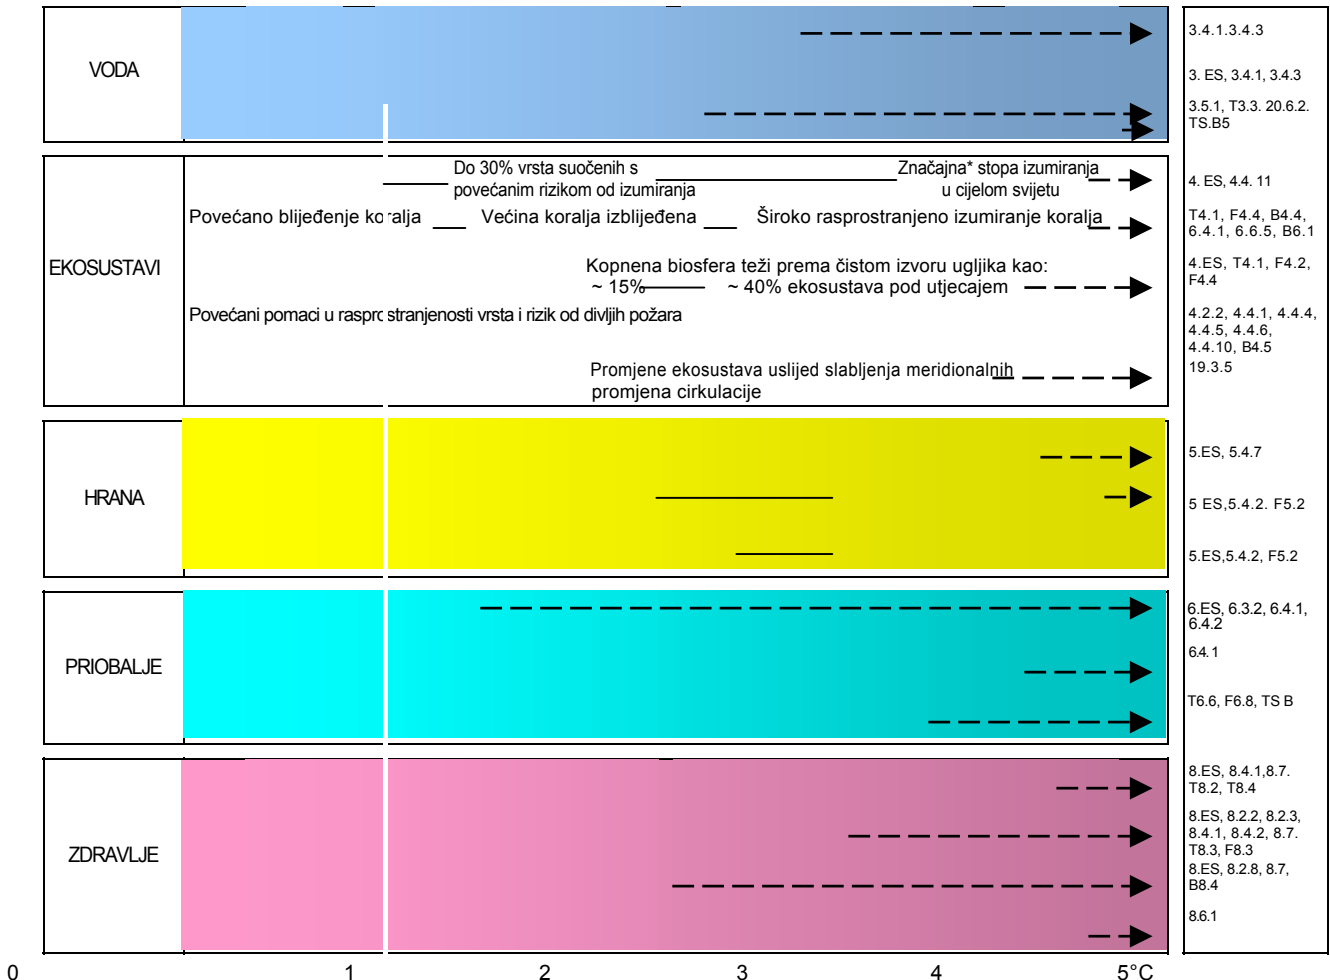 VODA
3.4.1.3.4.3
3. ES, 3.4.1, 3.4.3
3.5.1, T3.3. 20.6.2.
TS.B5
EKOSUSTAVI
Do 30% vrsta suočenih s
povećanim rizikom od izumiranja
Značajna* stopa izumiranja
u cijelom svijetu
4. ES, 4.4. 11
Povećano blijeđenje koralja
Većina koralja izblijeđena
Široko rasprostranjeno izumiranje koralja
T4.1, F4.4, B4.4,
6.4.1, 6.6.5, B6.1
Kopnena biosfera teži prema čistom izvoru ugljika kao:
~ 15%
~ 40% ekosustava pod utjecajem
4.ES, T4.1, F4.2,
F4.4
Povećani pomaci u rasprostranjenosti vrsta i rizik od divljih požara
4.2.2, 4.4.1, 4.4.4,
4.4.5, 4.4.6,
4.4.10, B4.5
19.3.5
Promjene ekosustava uslijed slabljenja meridionalnih
promjena cirkulacije
HRANA
5.ES, 5.4.7
5 ES,5.4.2. F5.2
5.ES,5.4.2, F5.2
PRIOBALJE
6.ES, 6.3.2, 6.4.1,
6.4.2
6.4.1
T6.6, F6.8, TS B
ZDRAVLJE
8.ES, 8.4.1,8.7.
T8.2, T8.4
8.ES, 8.2.2, 8.2.3,
8.4.1, 8.4.2, 8.7.
T8.3, F8.3
8.ES, 8.2.8, 8.7,
B8.4
8.6.1
0 1 2 3 4 5°C